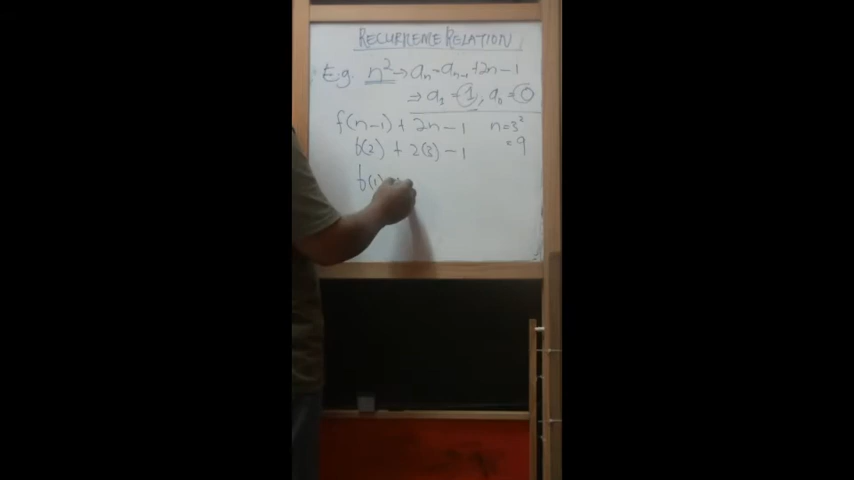 RECURRENCE RELATION
E.g. n² → aₙ = aₙ₋₁ + 2n - 1
⇒ a₁ = 1, a₀ = 0
f(n-1) + 2n - 1 n = 3²
f(2) + 2(3) - 1 = 9
f(1)